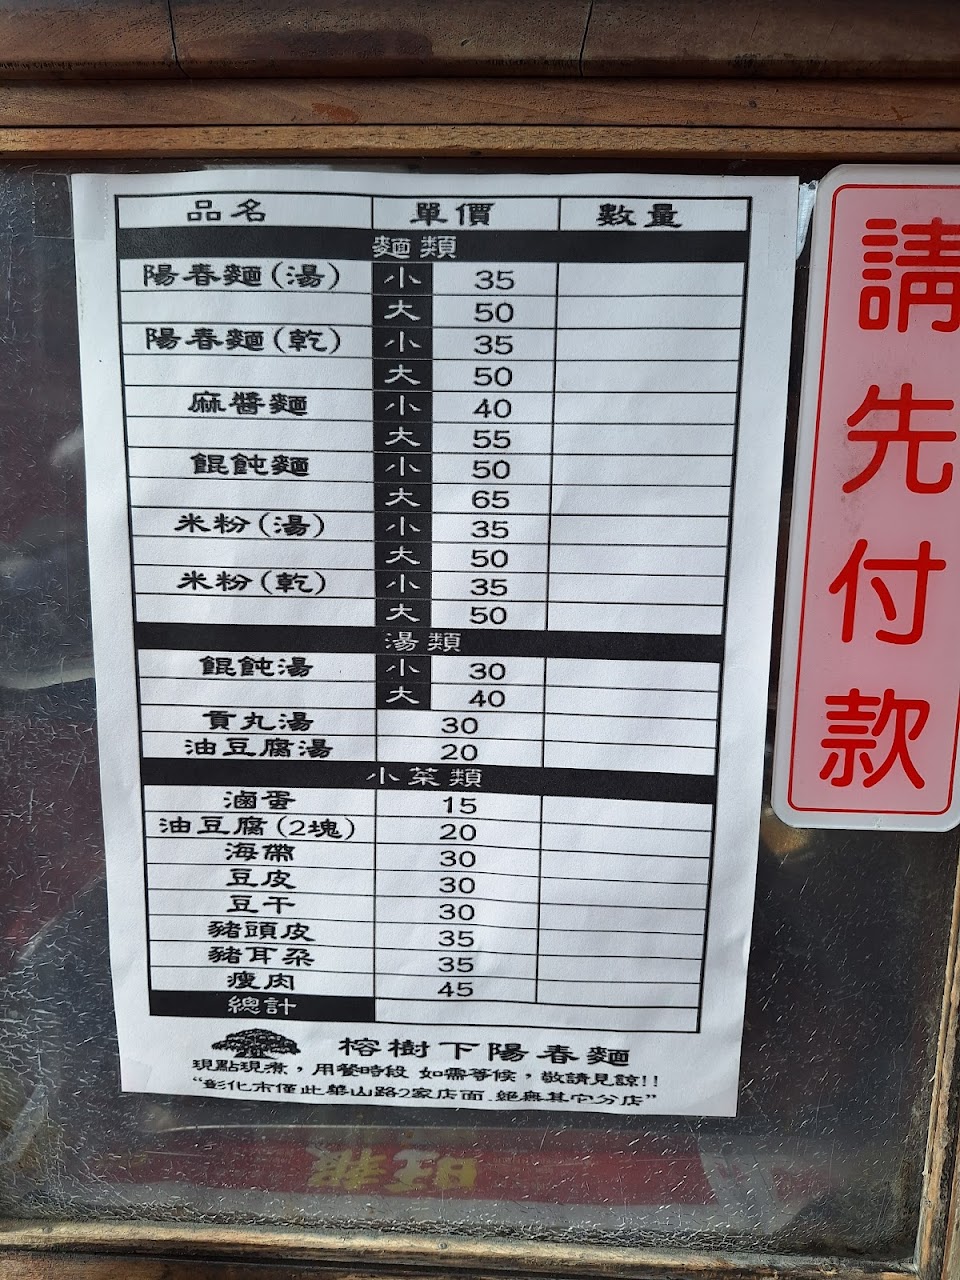 品名 單價 數量
麵類
陽春麵(湯) 小 35
大 50
陽春麵(乾) 小 35
大 50
麻醬麵 小 40
大 55
餛飩麵 小 50
大 65
米粉(湯) 小 35
大 50
米粉(乾) 小 35
大 50
湯類
餛飩湯 小 30
大 40
貢丸湯 30
油豆腐湯 20
小菜類
滷蛋 15
油豆腐(2塊) 20
海帶 30
豆皮 30
豆干 30
豬頭皮 35
豬耳朶 35
瘦肉 45
總計
榕樹下陽春麵
現點現煮，用餐時段 如需等候，敬請見諒!!
“彰化市僅此華山路2家店面.絕無其它分店”
請先付款